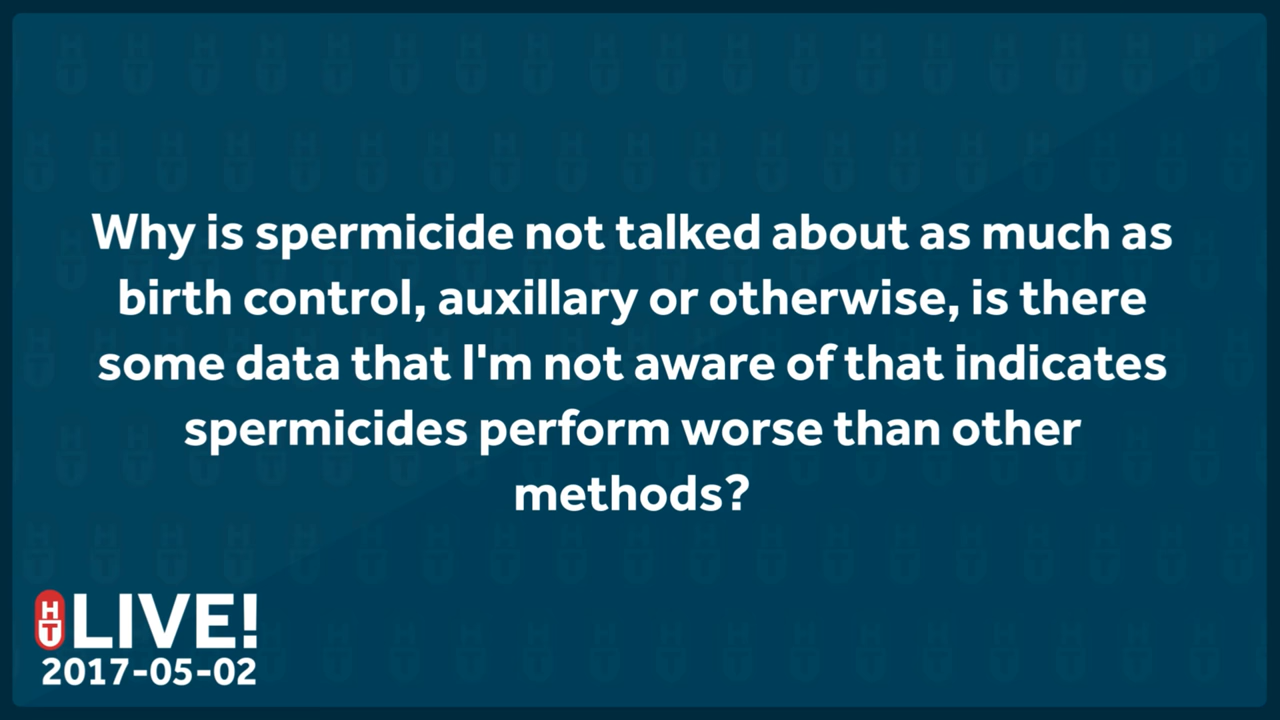 Why is spermicide not talked about as much as
birth control, auxillary or otherwise, is there
some data that I'm not aware of that indicates
spermicides perform worse than other
methods?
HT LIVE!
2017-05-02